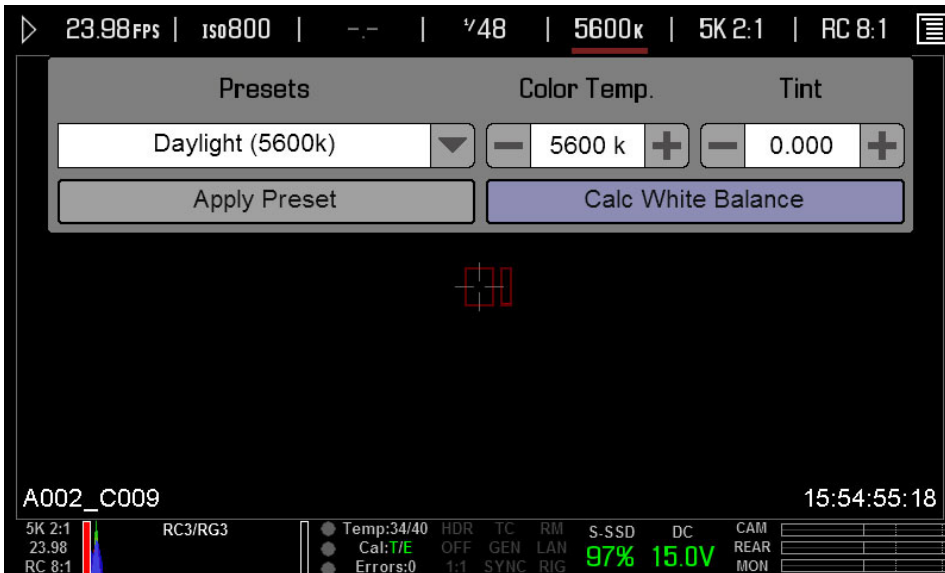 23.98 FPS | ISO800 | -.- | 1/48 | 5600K | 5K 2:1 | RC 8:1
Presets Color Temp. Tint
Daylight (5600k) 5600 k 0.000
Apply Preset Calc White Balance
A002_C009 15:54:55:18
5K 2:1 RC3/RG3 Temp:34/40 HDR TC RM S-SSD DC CAM
23.98 Cal:T/E OFF GEN LAN 97% 15.0V REAR
RC 8:1 Errors:0 1:1 SYNC RIG MON